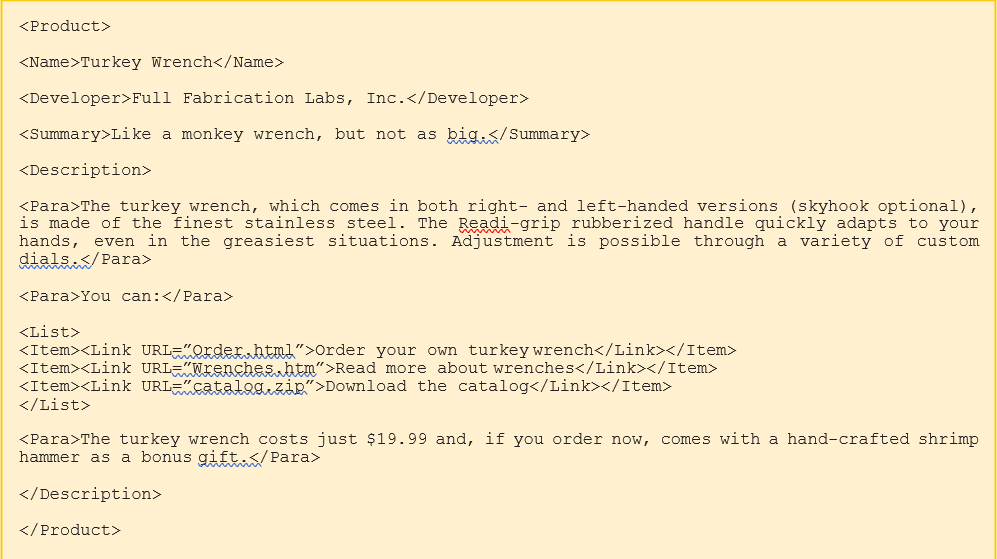 <Product>
<Name>Turkey Wrench</Name>
<Developer>Full Fabrication Labs, Inc.</Developer>
<Summary>Like a monkey wrench, but not as big.</Summary>
<Description>
<Para>The turkey wrench, which comes in both right- and left-handed versions (skyhook optional),
is made of the finest stainless steel. The Readi-grip rubberized handle quickly adapts to your
hands, even in the greasiest situations. Adjustment is possible through a variety of custom
dials.</Para>
<Para>You can:</Para>
<List>
<Item><Link URL=”Order.html”>Order your own turkey wrench</Link></Item>
<Item><Link URL=”Wrenches.htm”>Read more about wrenches</Link></Item>
<Item><Link URL=”catalog.zip”>Download the catalog</Link></Item>
</List>
<Para>The turkey wrench costs just $19.99 and, if you order now, comes with a hand-crafted shrimp
hammer as a bonus gift.</Para>
</Description>
</Product>